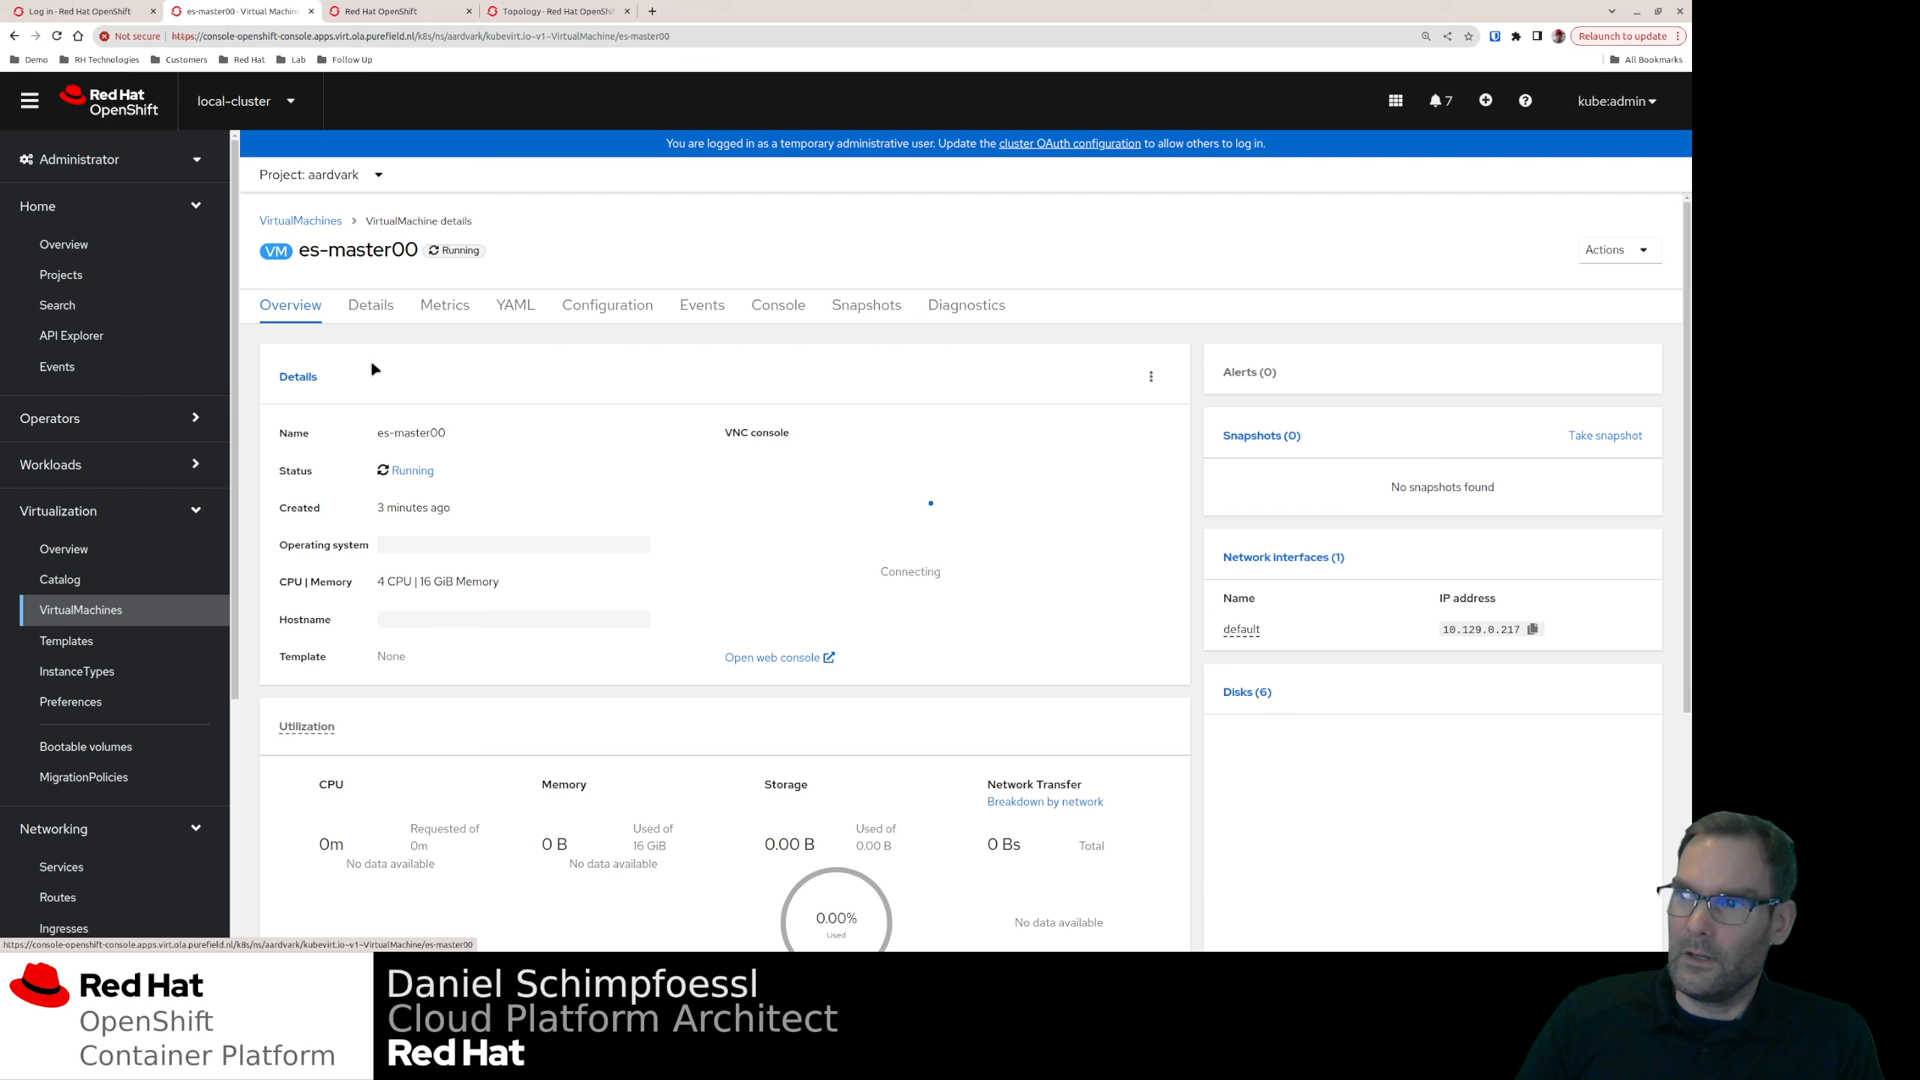 Log in · Red Hat OpenShift
es-master00 · Virtual Machin
Red Hat OpenShift
Topology · Red Hat OpenShi
Not secure
https://console-openshift-console.apps.virt.ola.purefield.nl/k8s/ns/aardvark/kubevirt.io~v1~VirtualMachine/es-master00
Relaunch to update
Demo
RH Technologies
Customers
Red Hat
Lab
Follow Up
All Bookmarks
Red Hat
OpenShift
local-cluster
7
kube:admin
You are logged in as a temporary administrative user. Update the cluster OAuth configuration to allow others to log in.
Administrator
Home
Overview
Projects
Search
API Explorer
Events
Operators
Workloads
Virtualization
Overview
Catalog
VirtualMachines
Templates
InstanceTypes
Preferences
Bootable volumes
MigrationPolicies
Networking
Services
Routes
Ingresses
Project: aardvark
VirtualMachines
VirtualMachine details
VM es-master00
Running
Actions
Overview
Details
Metrics
YAML
Configuration
Events
Console
Snapshots
Diagnostics
Details
Name
es-master00
Status
Running
Created
3 minutes ago
Operating system
CPU | Memory
4 CPU | 16 GiB Memory
Hostname
Template
None
VNC console
Connecting
Open web console
Alerts (0)
Snapshots (0)
Take snapshot
No snapshots found
Network interfaces (1)
Name
IP address
default
10.129.0.217
Disks (6)
Utilization
CPU
0m
Requested of
0m
No data available
Memory
0 B
Used of
16 GiB
No data available
Storage
0.00 B
Used of
0.00 B
0.00%
Used
Network Transfer
Breakdown by network
0 Bs
Total
No data available
https://console-openshift-console.apps.virt.ola.purefield.nl/k8s/ns/aardvark/kubevirt.io~v1~VirtualMachine/es-master00
Red Hat
OpenShift
Container Platform
Daniel Schimpfoessl
Cloud Platform Architect
Red Hat